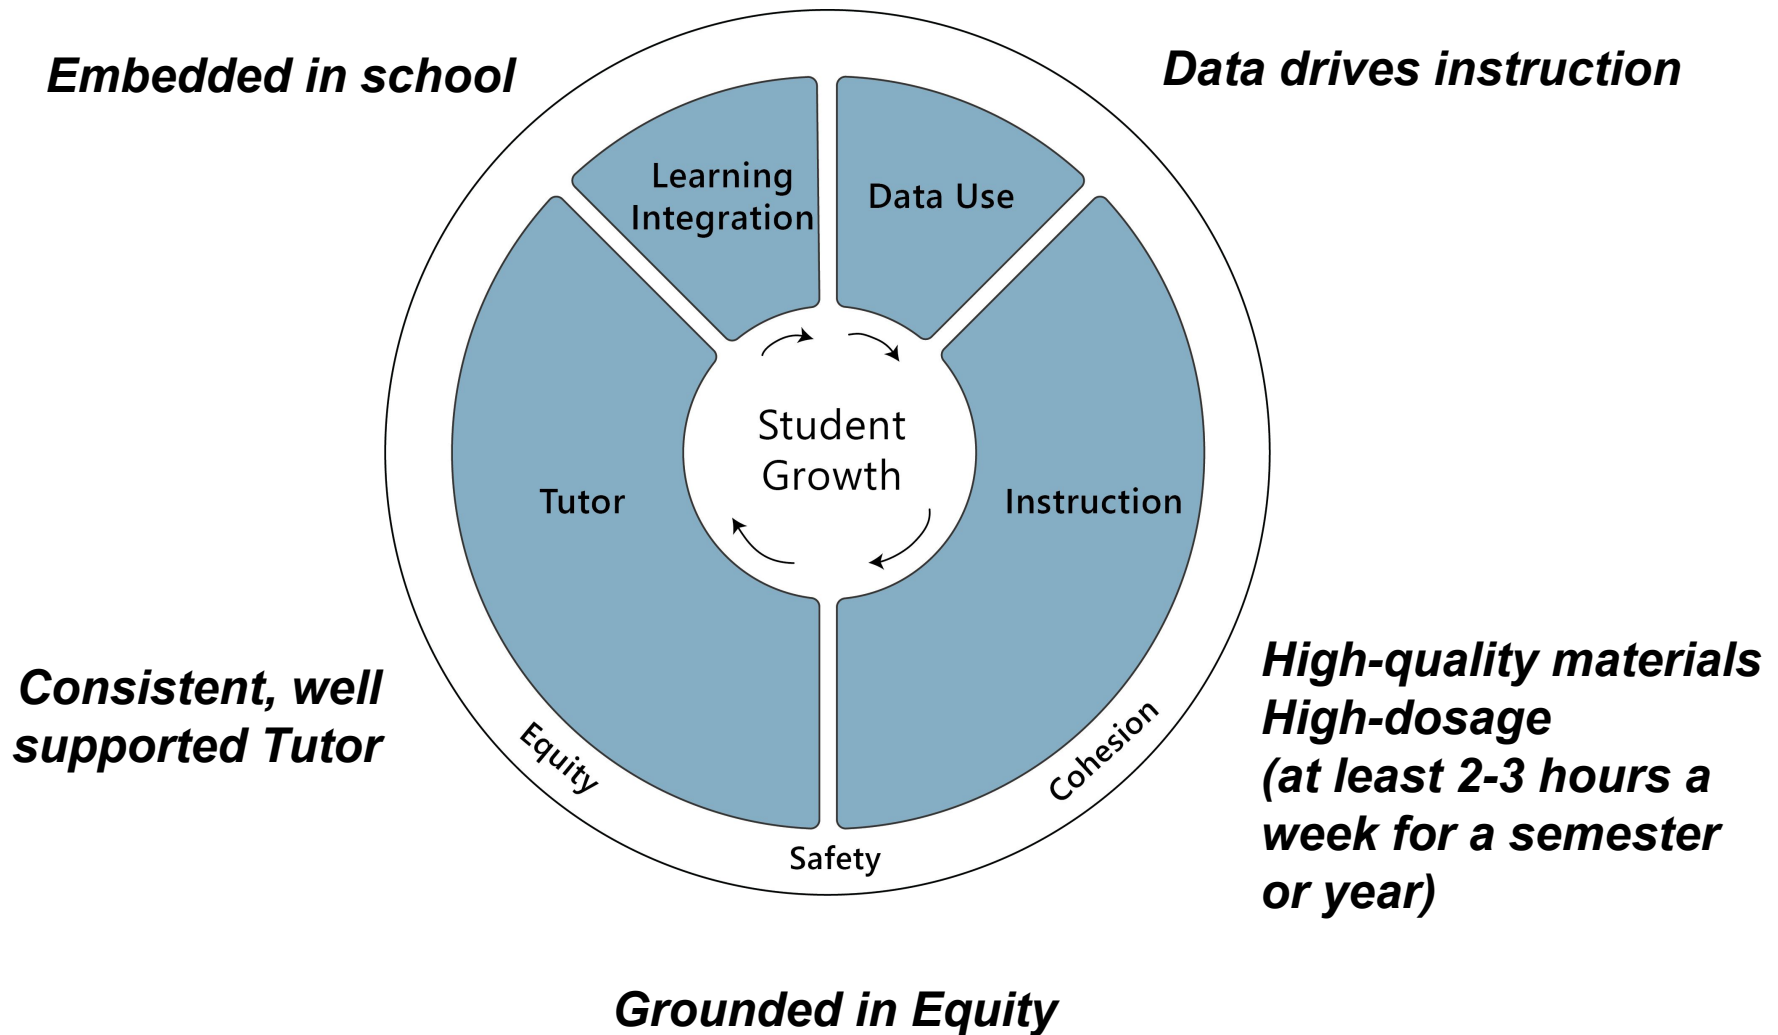 Embedded in school
Data drives instruction
Learning
Integration
Data Use
Student
Growth
Tutor
Instruction
Consistent, well
supported Tutor
Equity
Safety
Cohesion
High-quality materials
High-dosage
(at least 2-3 hours a
week for a semester
or year)
Grounded in Equity